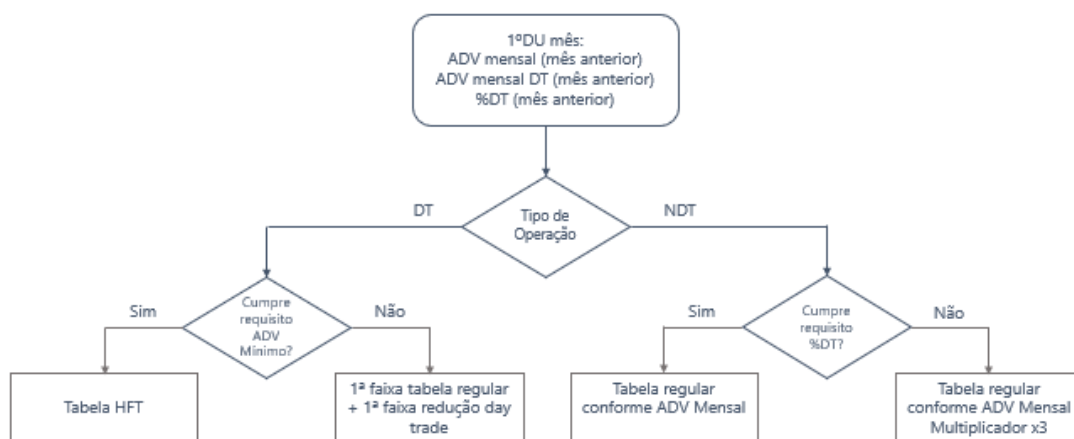 1ºDU mês:
ADV mensal (mês anterior)
ADV mensal DT (mês anterior)
%DT (mês anterior)
DT
Tipo de
Operação
NDT
Sim
Cumpre
requisito
ADV
Mínimo?
Não
Sim
Cumpre
requisito
%DT?
Não
Tabela HFT
1ª faixa tabela regular
+ 1ª faixa redução day
trade
Tabela regular
conforme ADV Mensal
Tabela regular
conforme ADV Mensal
Multiplicador x3